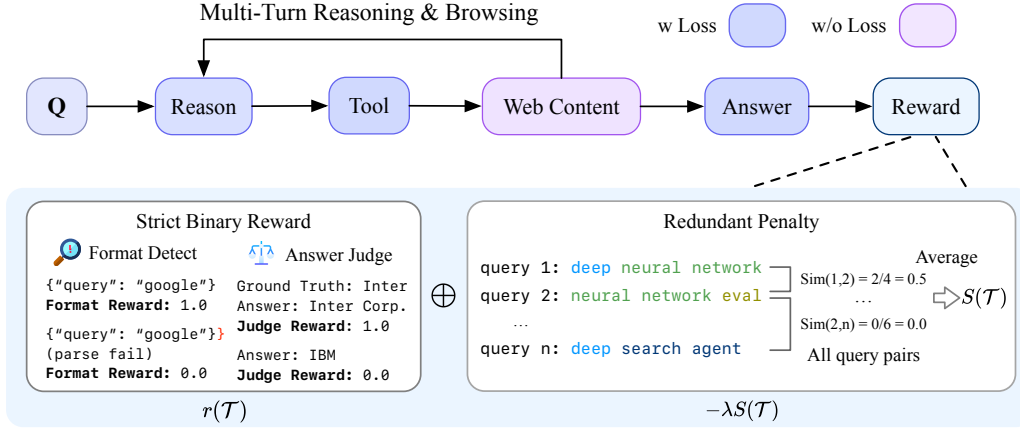 Multi-Turn Reasoning & Browsing
w Loss
w/o Loss
Q
Reason
Tool
Web Content
Answer
Reward
Strict Binary Reward
Format Detect
{“query”: “google”}
Format Reward: 1.0
{“query”: “google”}}
(parse fail)
Format Reward: 0.0
Answer Judge
Ground Truth: Inter
Answer: Inter Corp.
Judge Reward: 1.0
Answer: IBM
Judge Reward: 0.0
r(𝒯)
⊕
Redundant Penalty
query 1: deep neural network
query 2: neural network eval
...
query n: deep search agent
Sim(1,2) = 2/4 = 0.5
...
Sim(2,n) = 0/6 = 0.0
All query pairs
Average
S(𝒯)
−λS(𝒯)